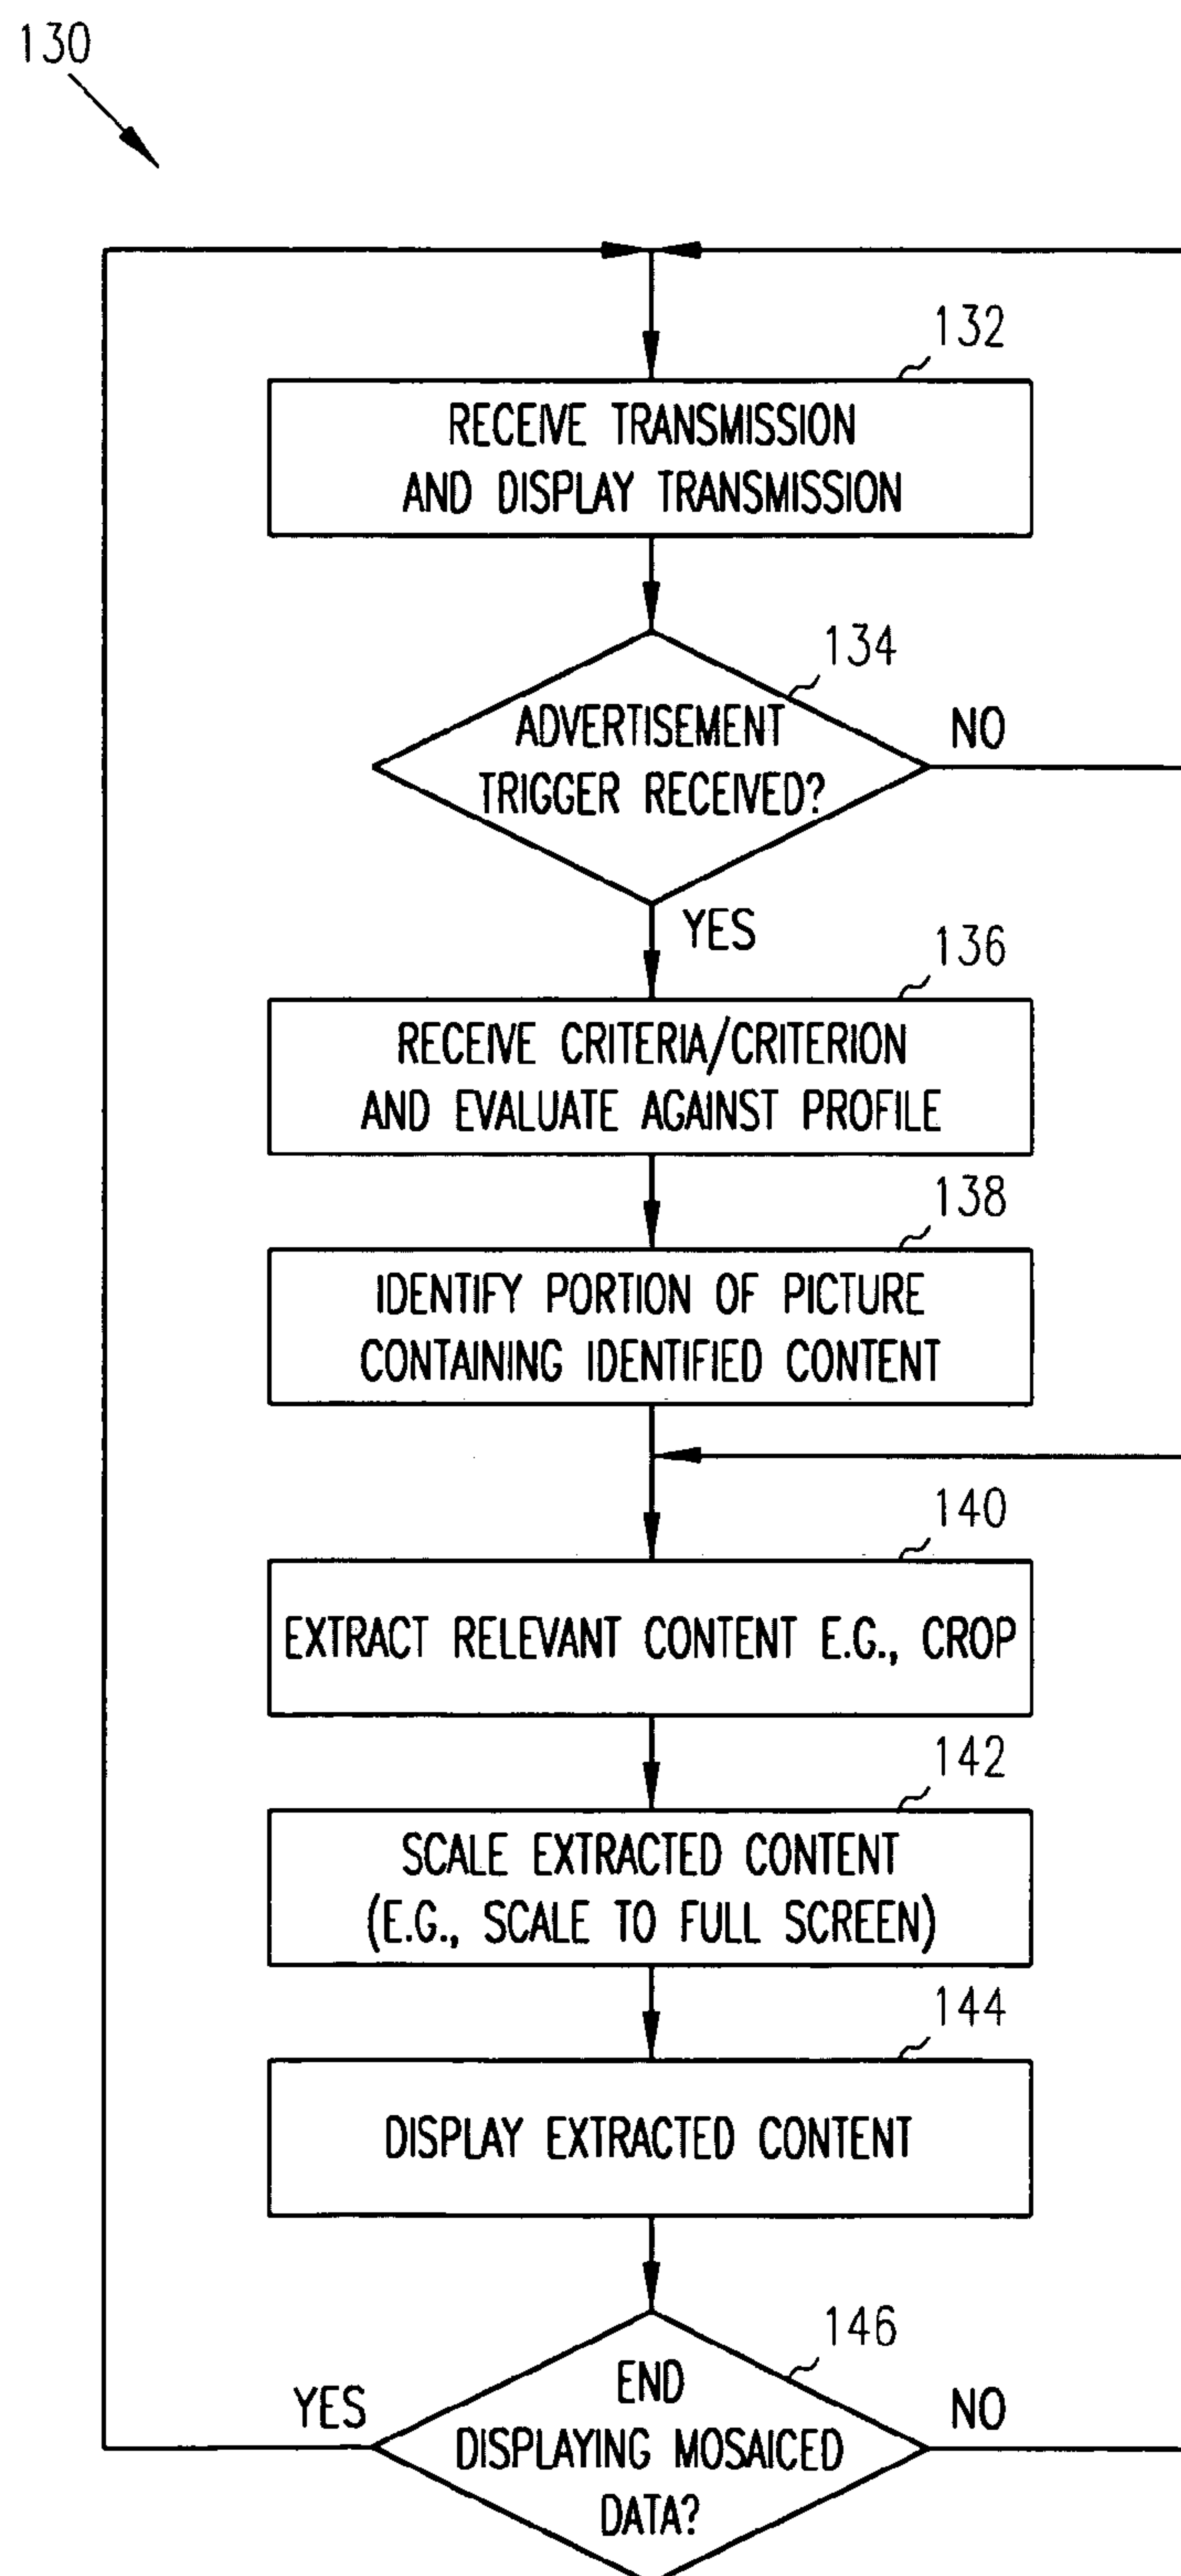 130
132
RECEIVE TRANSMISSION
AND DISPLAY TRANSMISSION
134
ADVERTISEMENT
TRIGGER RECEIVED?
NO
YES
136
RECEIVE CRITERIA/CRITERION
AND EVALUATE AGAINST PROFILE
138
IDENTIFY PORTION OF PICTURE
CONTAINING IDENTIFIED CONTENT
140
EXTRACT RELEVANT CONTENT E.G., CROP
142
SCALE EXTRACTED CONTENT
(E.G., SCALE TO FULL SCREEN)
144
DISPLAY EXTRACTED CONTENT
146
YES
END
DISPLAYING MOSAICED
DATA?
NO